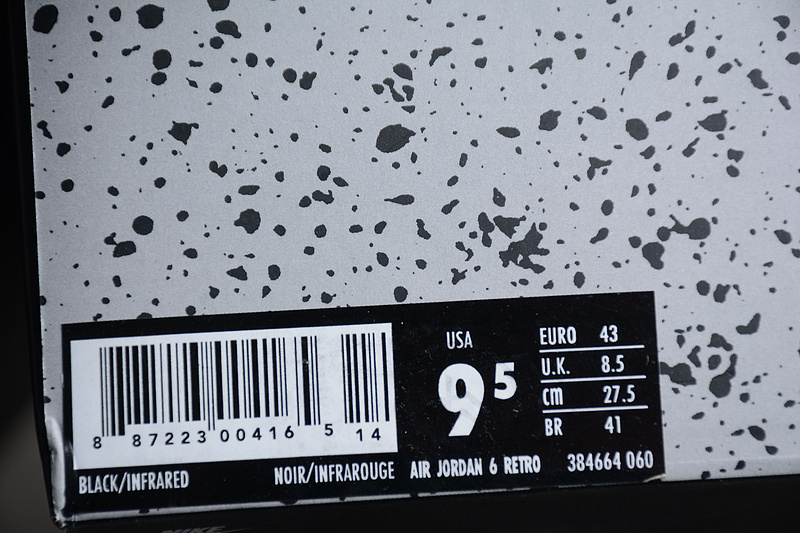 USA
9⁵
EURO 43
U.K. 8.5
cm 27.5
BR 41
8 87223 00416 5 14
BLACK/INFRARED NOIR/INFRAROUGE AIR JORDAN 6 RETRO 384664 060
NIKE